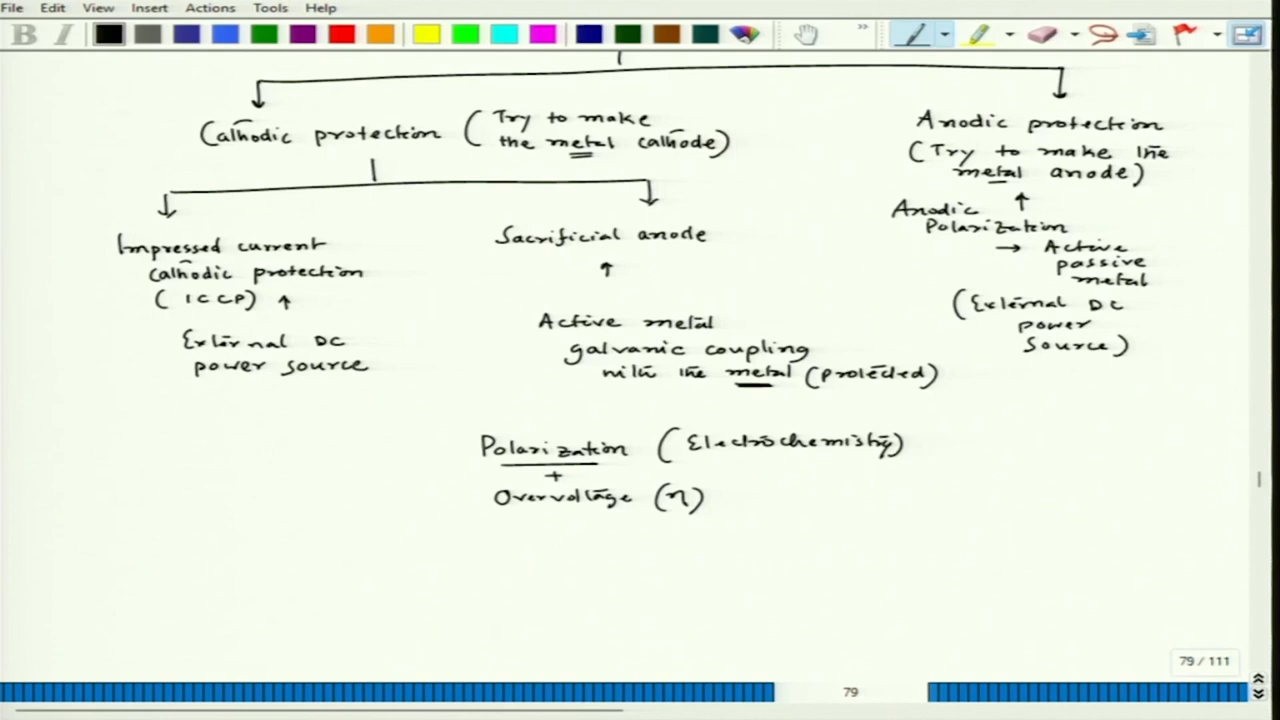 File Edit View Insert Actions Tools Help
B I
Cathodic protection (Try to make
the metal cathode)
Anodic protection
(Try to make the
metal anode)
Impressed current
cathodic protection
(ICCP)
External DC
power source
Sacrificial anode
Active metal
galvanic coupling
with the metal (protected)
Anodic
Polarization
→ Active
passive
metal
(External DC
power
source)
Polarization (Electrochemistry)
+
Overvoltage (η)
79 / 111
79